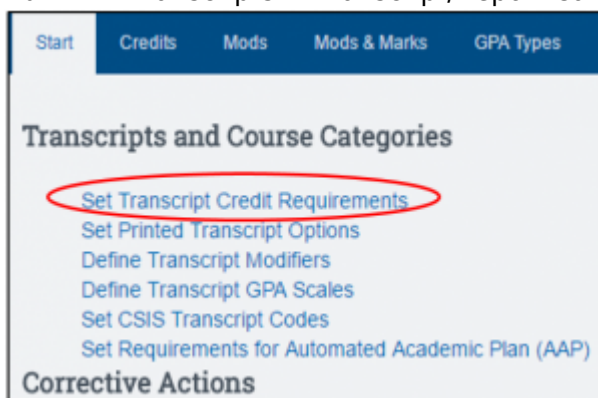 Start Credits Mods Mods & Marks GPA Types
Transcripts and Course Categories
Set Transcript Credit Requirements
Set Printed Transcript Options
Define Transcript Modifiers
Define Transcript GPA Scales
Set CSIS Transcript Codes
Set Requirements for Automated Academic Plan (AAP)
Corrective Actions